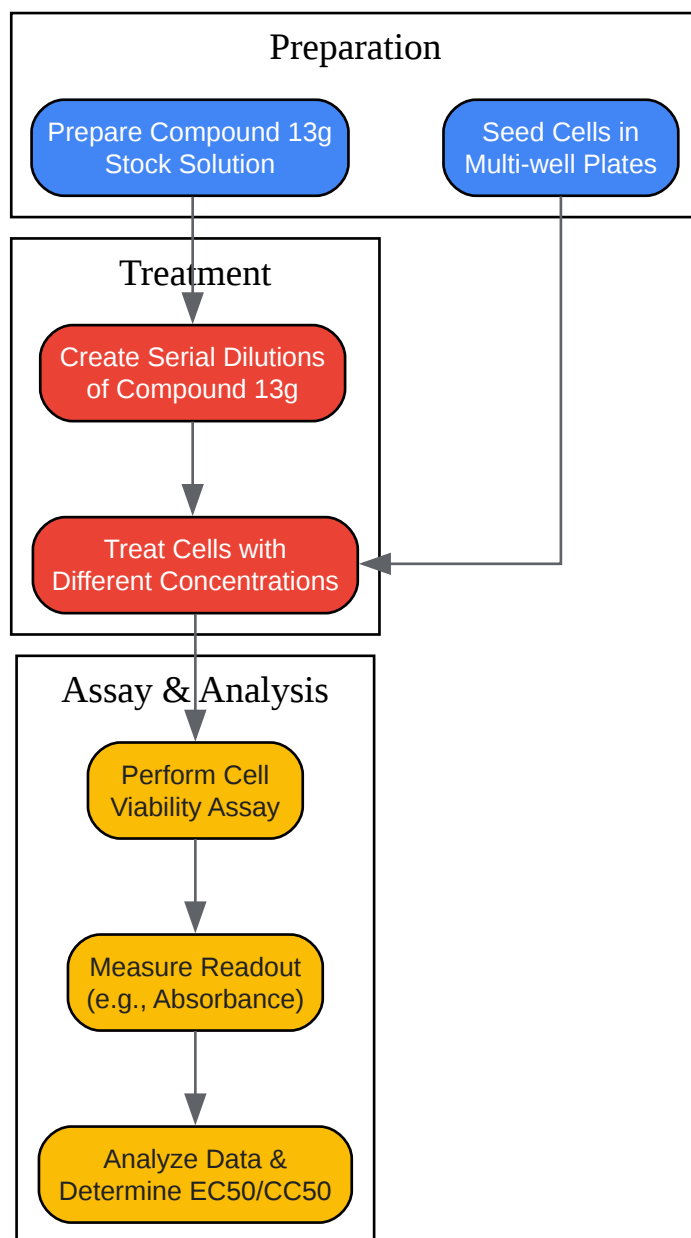 Preparation
Prepare Compound 13g
Stock Solution
Seed Cells in
Multi-well Plates
Treatment
Create Serial Dilutions
of Compound 13g
Treat Cells with
Different Concentrations
Assay & Analysis
Perform Cell
Viability Assay
Measure Readout
(e.g., Absorbance)
Analyze Data &
Determine EC50/CC50